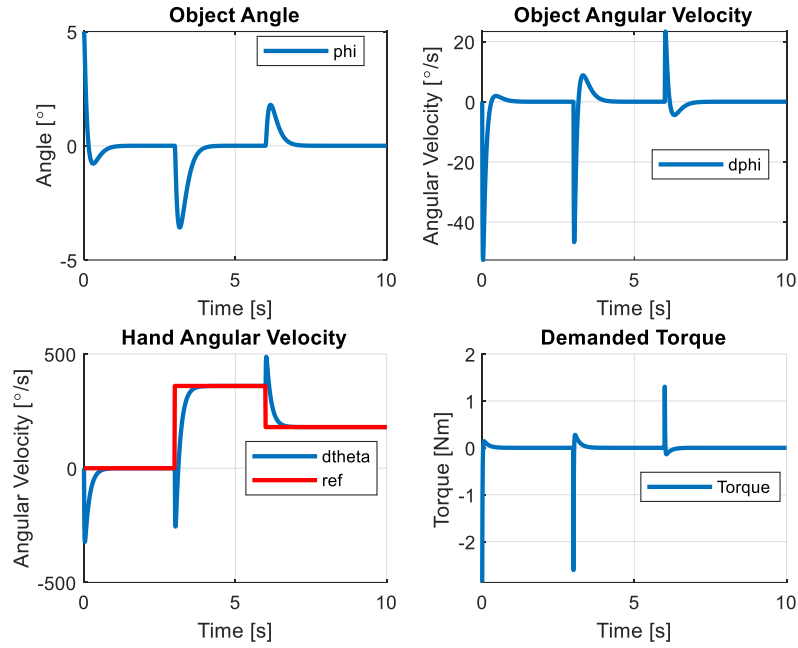 Object Angle
5
0
-5
Angle [°]
phi
0
5
10
Time [s]
Object Angular Velocity
20
0
-20
-40
Angular Velocity [°/s]
dphi
0
5
10
Time [s]
Hand Angular Velocity
500
0
-500
Angular Velocity [°/s]
dtheta
ref
0
5
10
Time [s]
Demanded Torque
2
1
0
-1
-2
Torque [Nm]
Torque
0
5
10
Time [s]